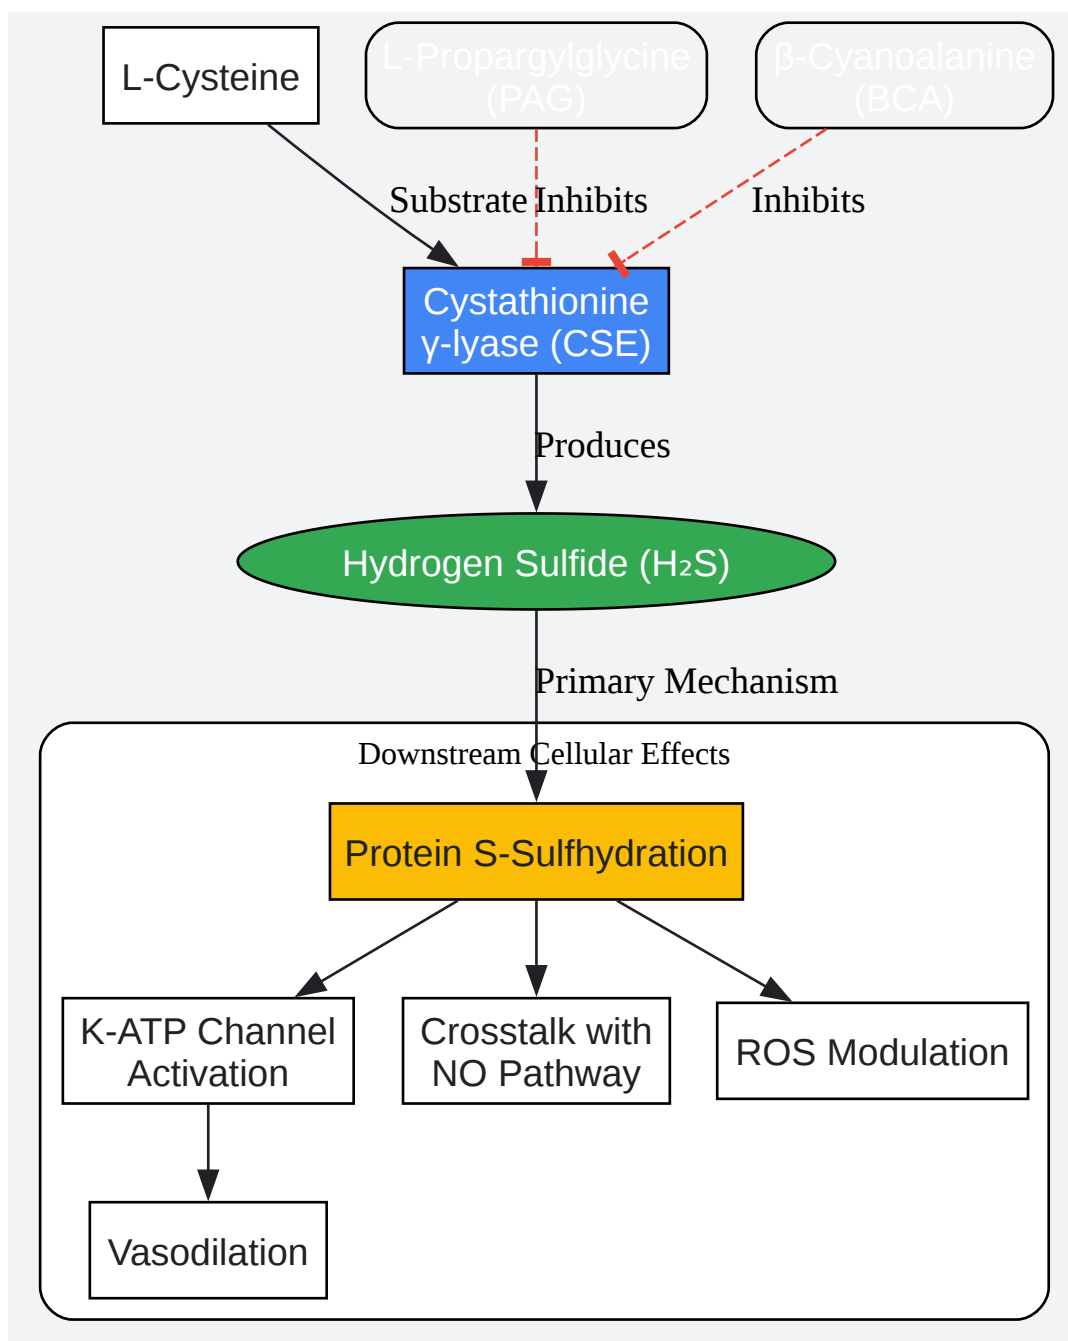 L-Cysteine
L-Propargylglycine
(PAG)
β-Cyanoalanine
(BCA)
Substrate
Inhibits
Inhibits
Cystathionine
γ-lyase (CSE)
Produces
Hydrogen Sulfide (H₂S)
Primary Mechanism
Downstream Cellular Effects
Protein S-Sulfhydration
K-ATP Channel
Activation
Crosstalk with
NO Pathway
ROS Modulation
Vasodilation